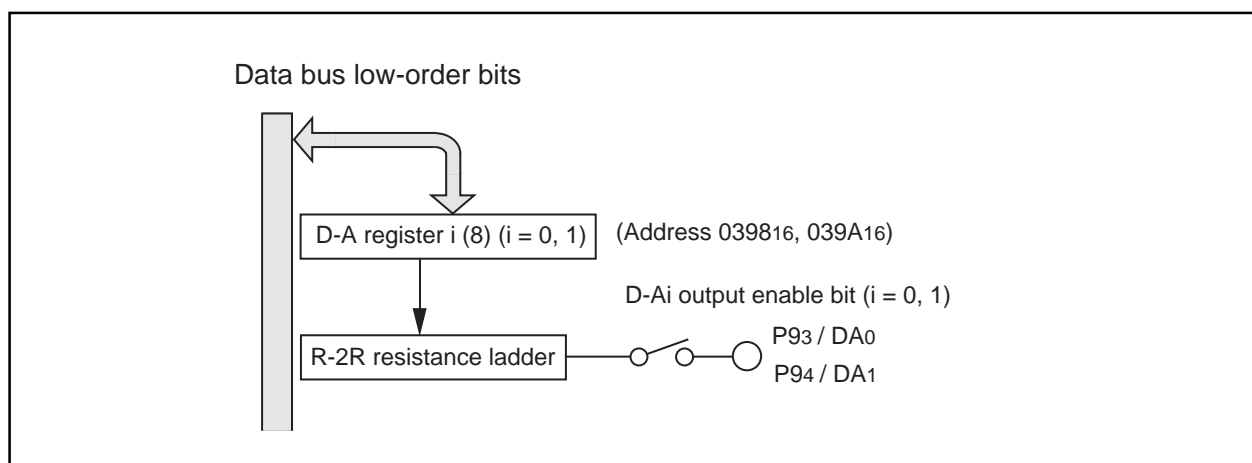 Data bus low-order bits
D-A register i (8) (i = 0, 1)
(Address 039816, 039A16)
D-Ai output enable bit (i = 0, 1)
R-2R resistance ladder
P93 / DA0
P94 / DA1